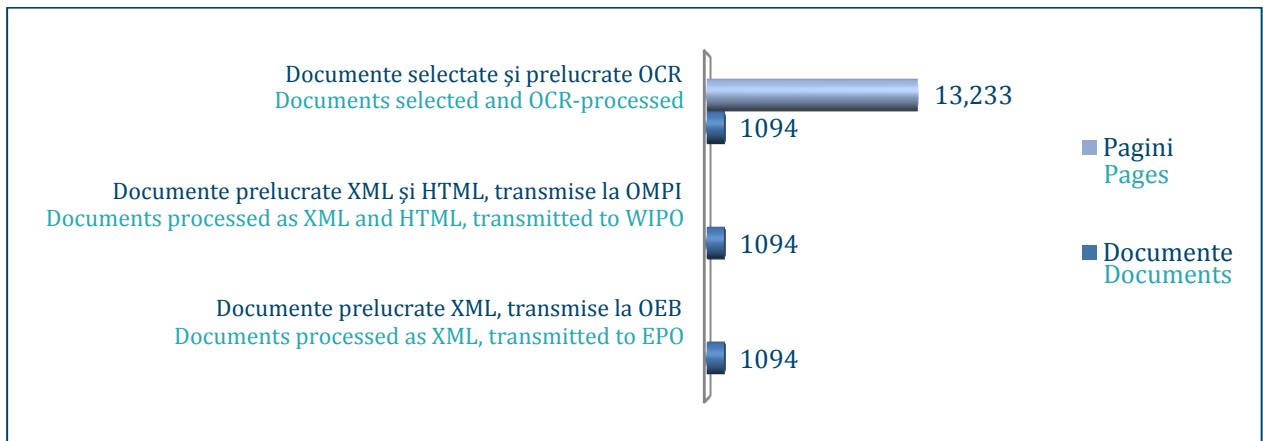 Documente selectate şi prelucrate OCR
Documents selected and OCR-processed
13,233
1094
Documente prelucrate XML şi HTML, transmise la OMPI
Documents processed as XML and HTML, transmitted to WIPO
1094
Documente prelucrate XML, transmise la OEB
Documents processed as XML, transmitted to EPO
1094
Pagini
Pages
Documente
Documents